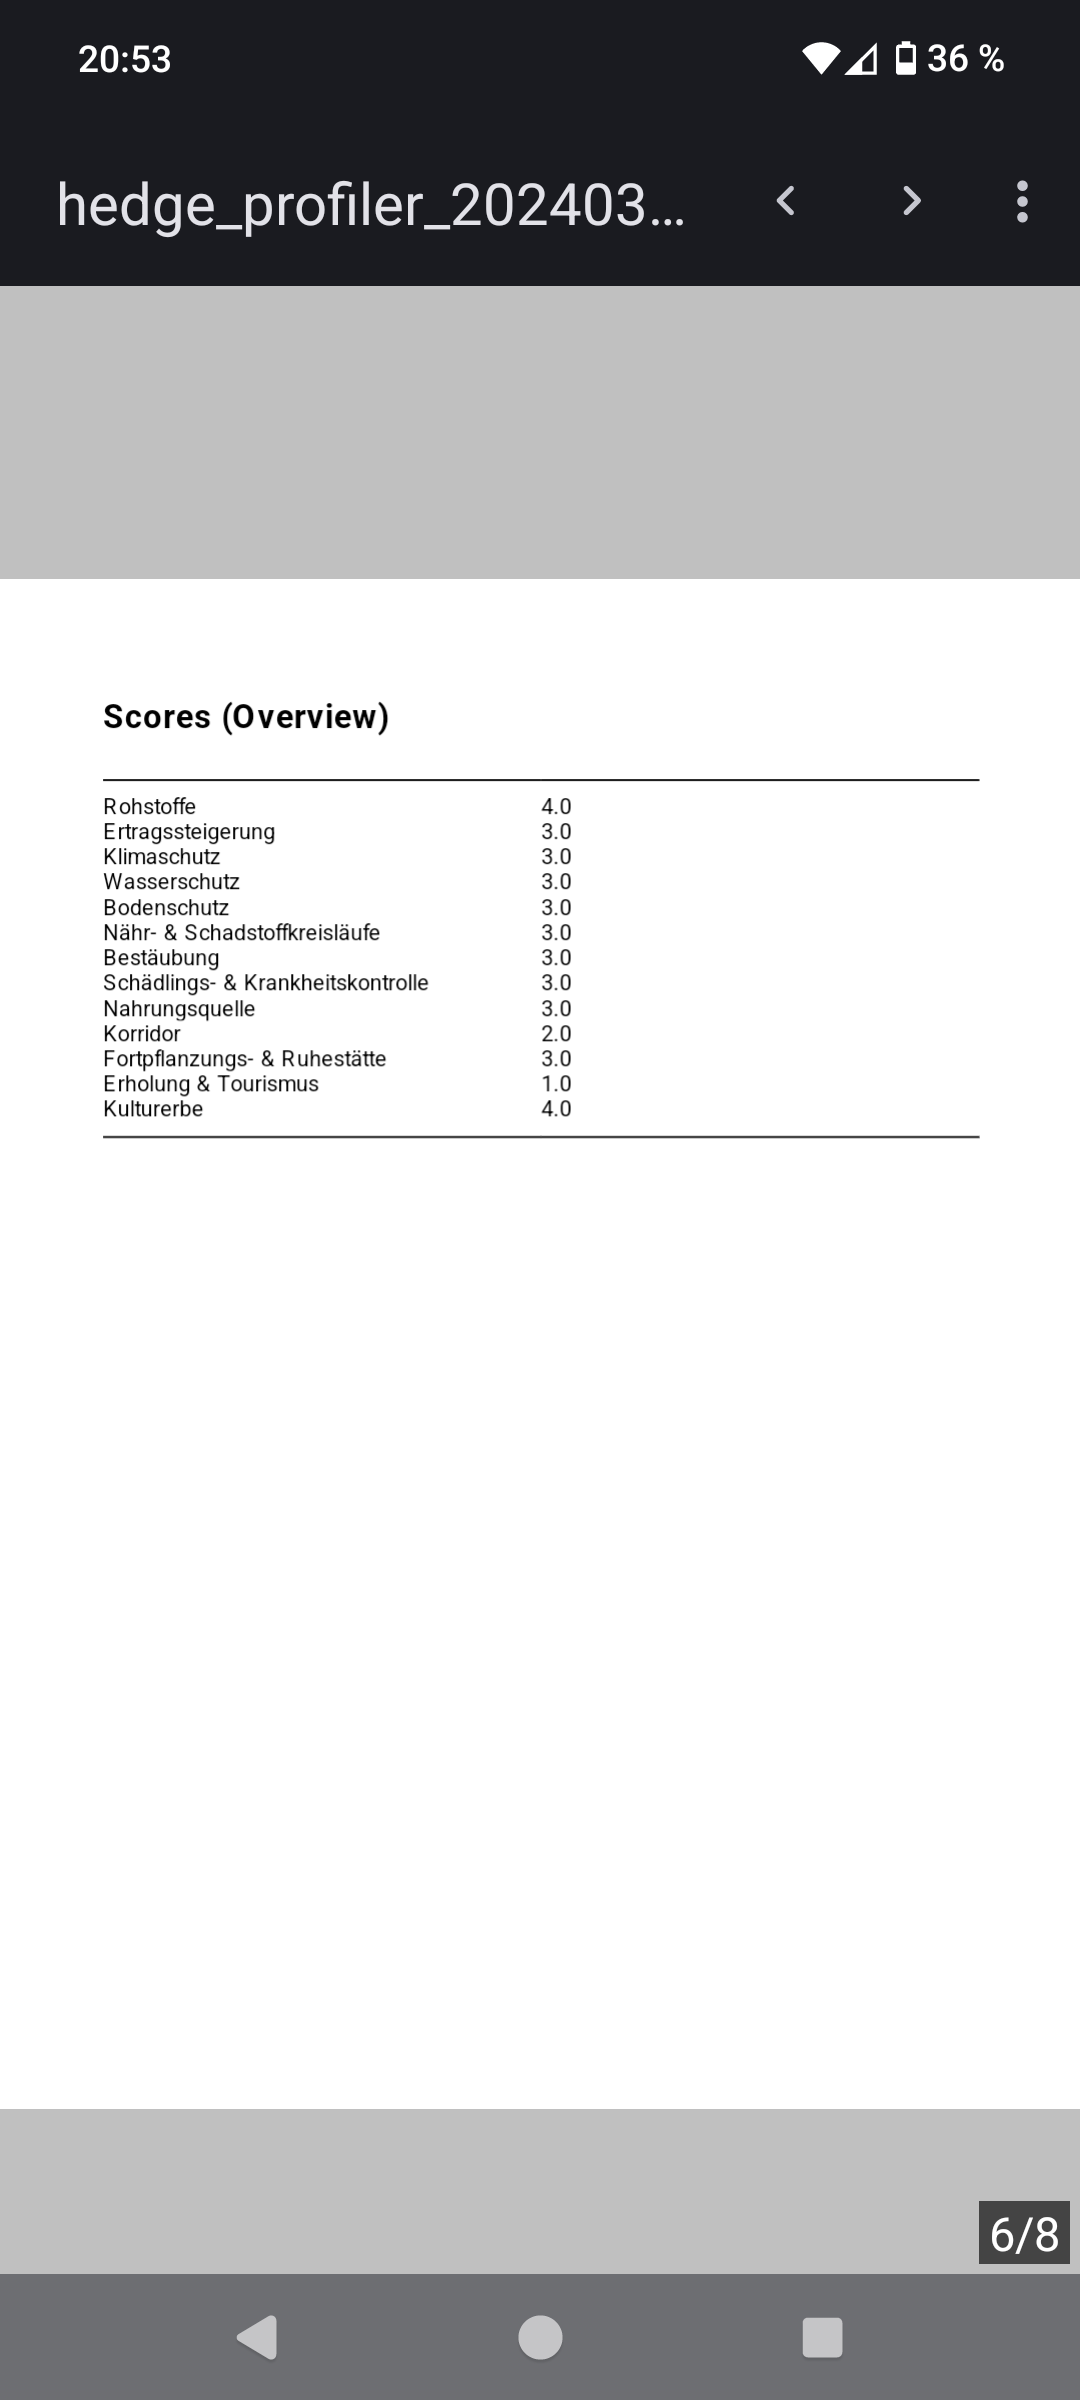 20:53
36 %
hedge_profiler_202403...
Scores (Overview)
Rohstoffe 4.0
Ertragssteigerung 3.0
Klimaschutz 3.0
Wasserschutz 3.0
Bodenschutz 3.0
Nähr- & Schadstoffkreisläufe 3.0
Bestäubung 3.0
Schädlings- & Krankheitskontrolle 3.0
Nahrungsquelle 3.0
Korridor 2.0
Fortpflanzungs- & Ruhestätte 3.0
Erholung & Tourismus 1.0
Kulturerbe 4.0
6/8